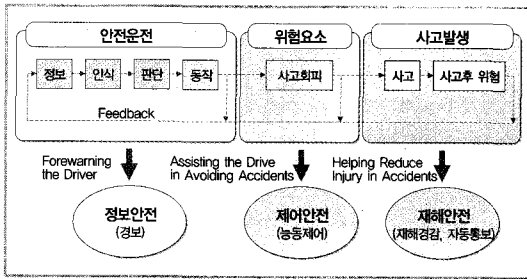 안전운전
위험요소
사고발생
정보
인식
판단
동작
사고회피
사고
사고후 위험
Feedback
Forewarning
the Driver
Assisting the Drive
in Avoiding Accidents
Helping Reduce
Injury in Accidents
정보안전
(경보)
제어안전
(능동제어)
재해안전
(재해경감, 자동통보)